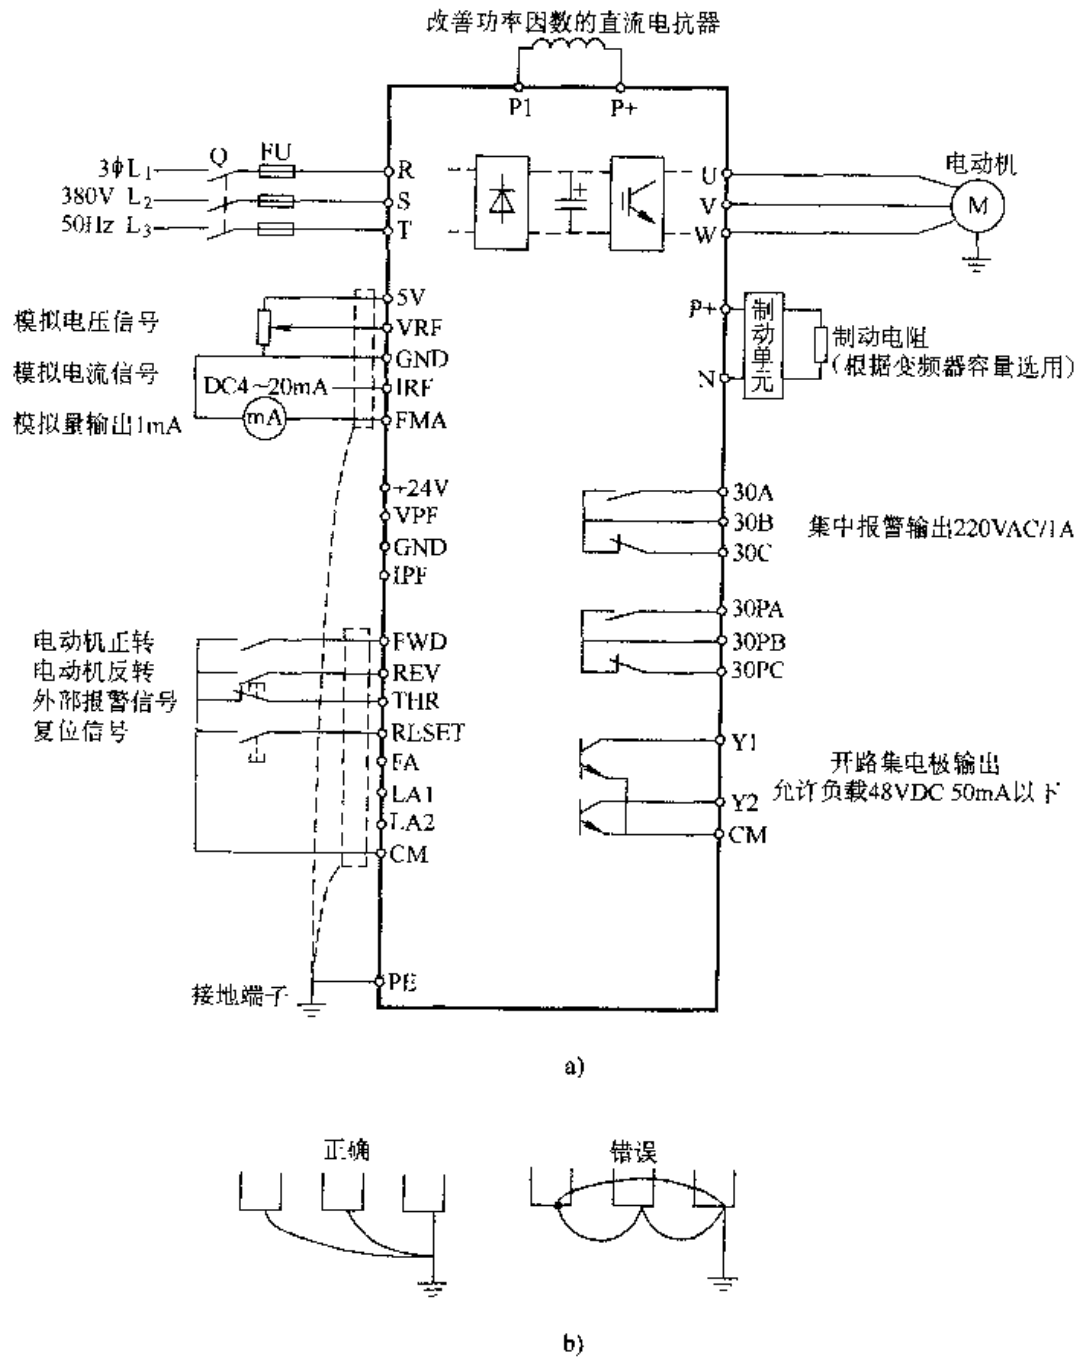 改善功率因数的直流电抗器
P1
P+
3ϕ L1
Q
FU
R
380V L2
S
50Hz L3
T
U
V
W
电动机
M
模拟电压信号
5V
VRF
GND
模拟电流信号
DC4~20mA
IRF
模拟量输出1mA
mA
FMA
P+
制动单元
制动电阻
(根据变频器容量选用)
N
+24V
VPF
GND
IPF
30A
30B
30C
集中报警输出220VAC/1A
30PA
30PB
30PC
电动机正转
FWD
电动机反转
REV
外部报警信号
THR
复位信号
RESET
FA
LA1
LA2
CM
Y1
开路集电极输出
Y2
允许负载48VDC 50mA以下
CM
接地端子
PE
a)
正确
错误
b)